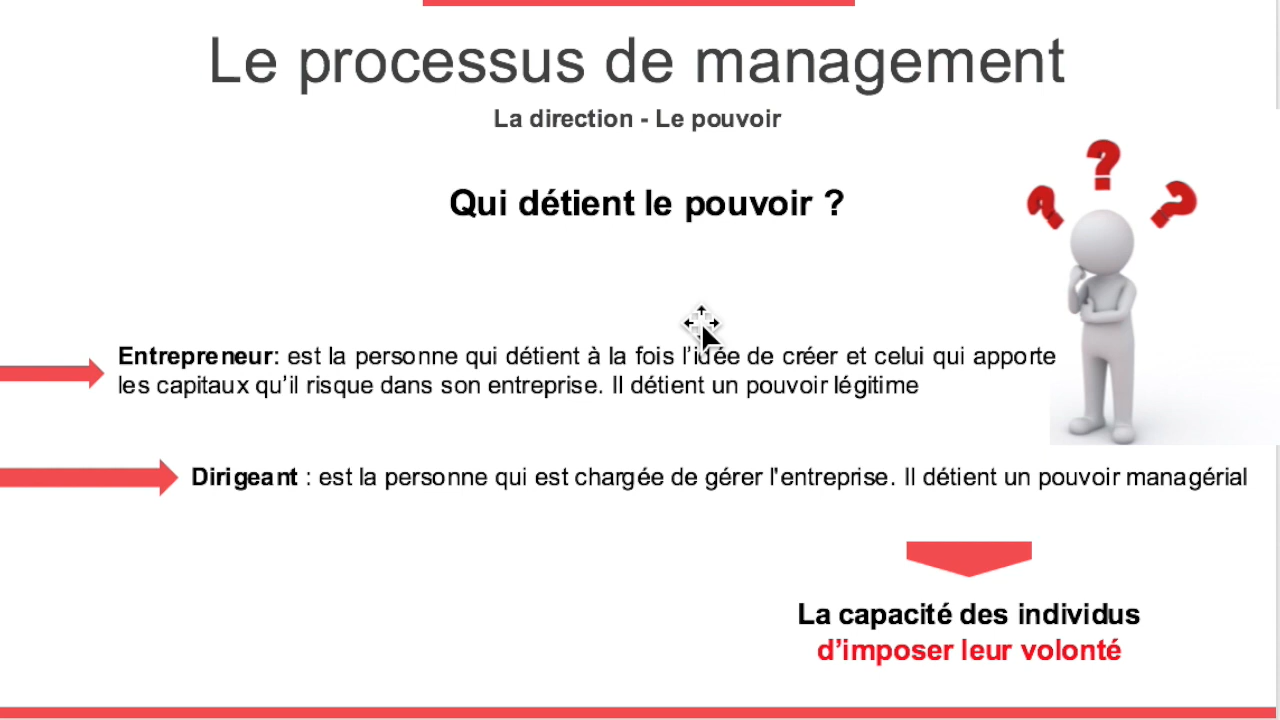 Le processus de management
La direction - Le pouvoir
Qui détient le pouvoir ?
Entrepreneur: est la personne qui détient à la fois l’idée de créer et celui qui apporte
les capitaux qu’il risque dans son entreprise. Il détient un pouvoir légitime
Dirigeant : est la personne qui est chargée de gérer l'entreprise. Il détient un pouvoir managérial
La capacité des individus
d’imposer leur volonté